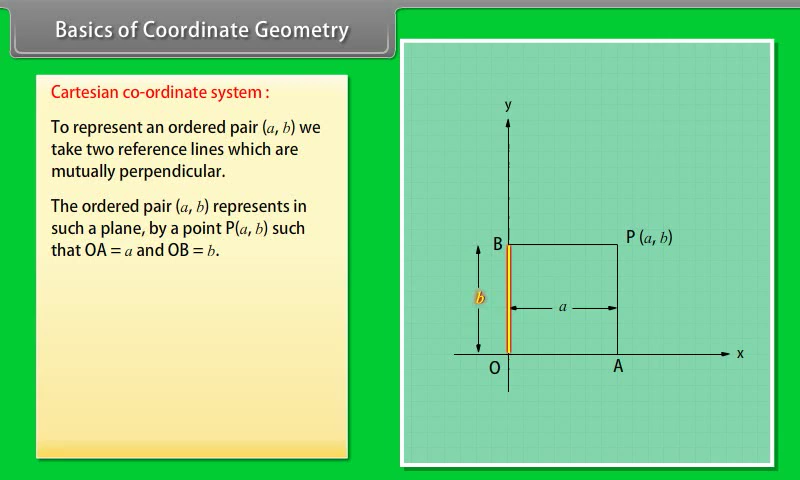 Basics of Coordinate Geometry
Cartesian co-ordinate system :
To represent an ordered pair (a, b) we
take two reference lines which are
mutually perpendicular.
The ordered pair (a, b) represents in
such a plane, by a point P(a, b) such
that OA = a and OB = b.
y
B
P (a, b)
b
a
x
O
A